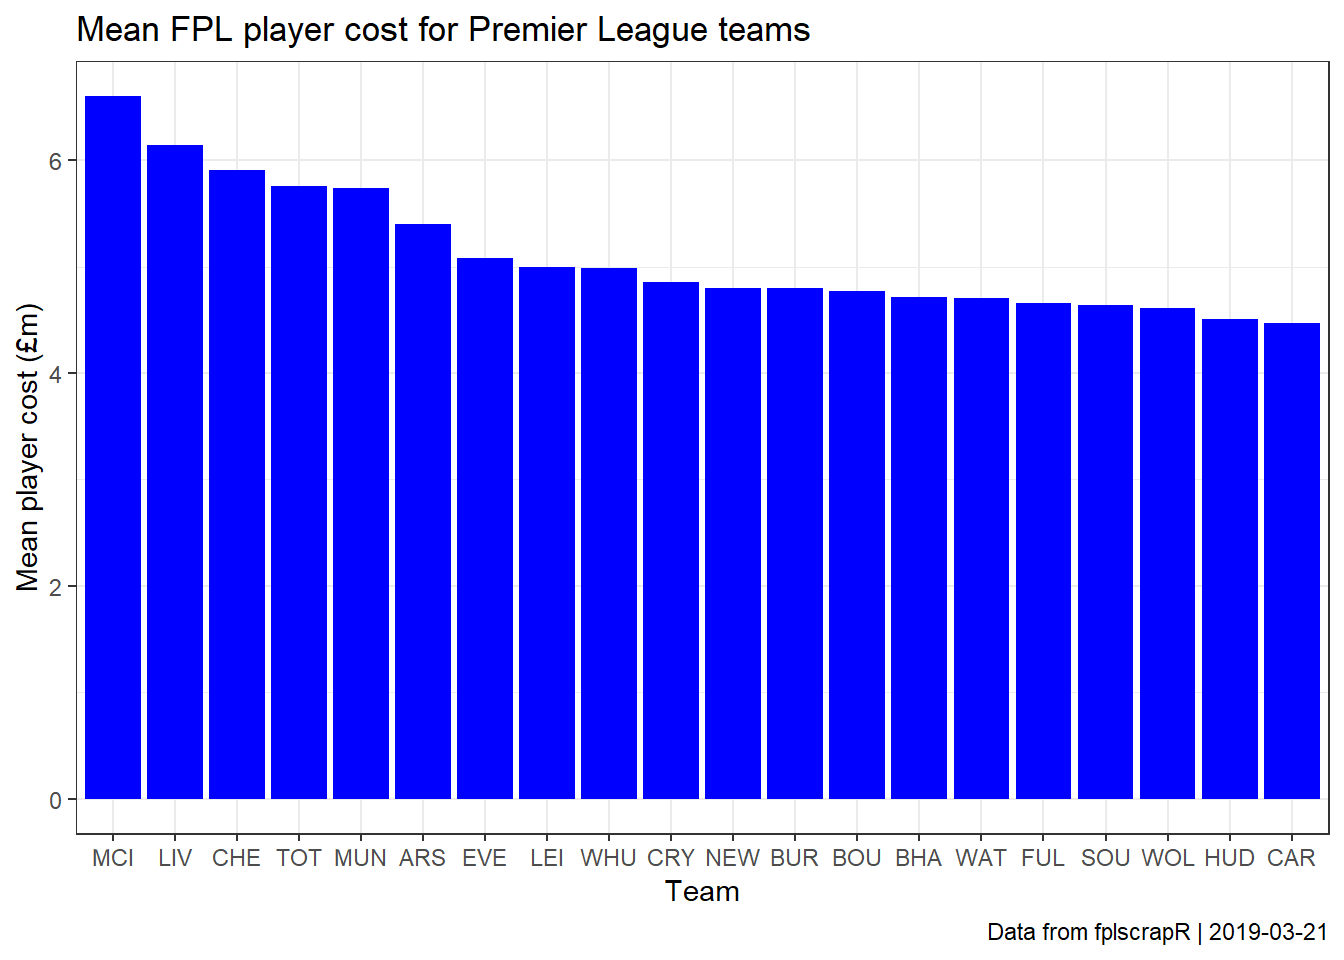 Mean FPL player cost for Premier League teams
Mean player cost (£m)
6
4
2
0
MCI LIV CHE TOT MUN ARS EVE LEI WHU CRY NEW BUR BOU BHA WAT FUL SOU WOL HUD CAR
Team
Data from fplscrapR | 2019-03-21